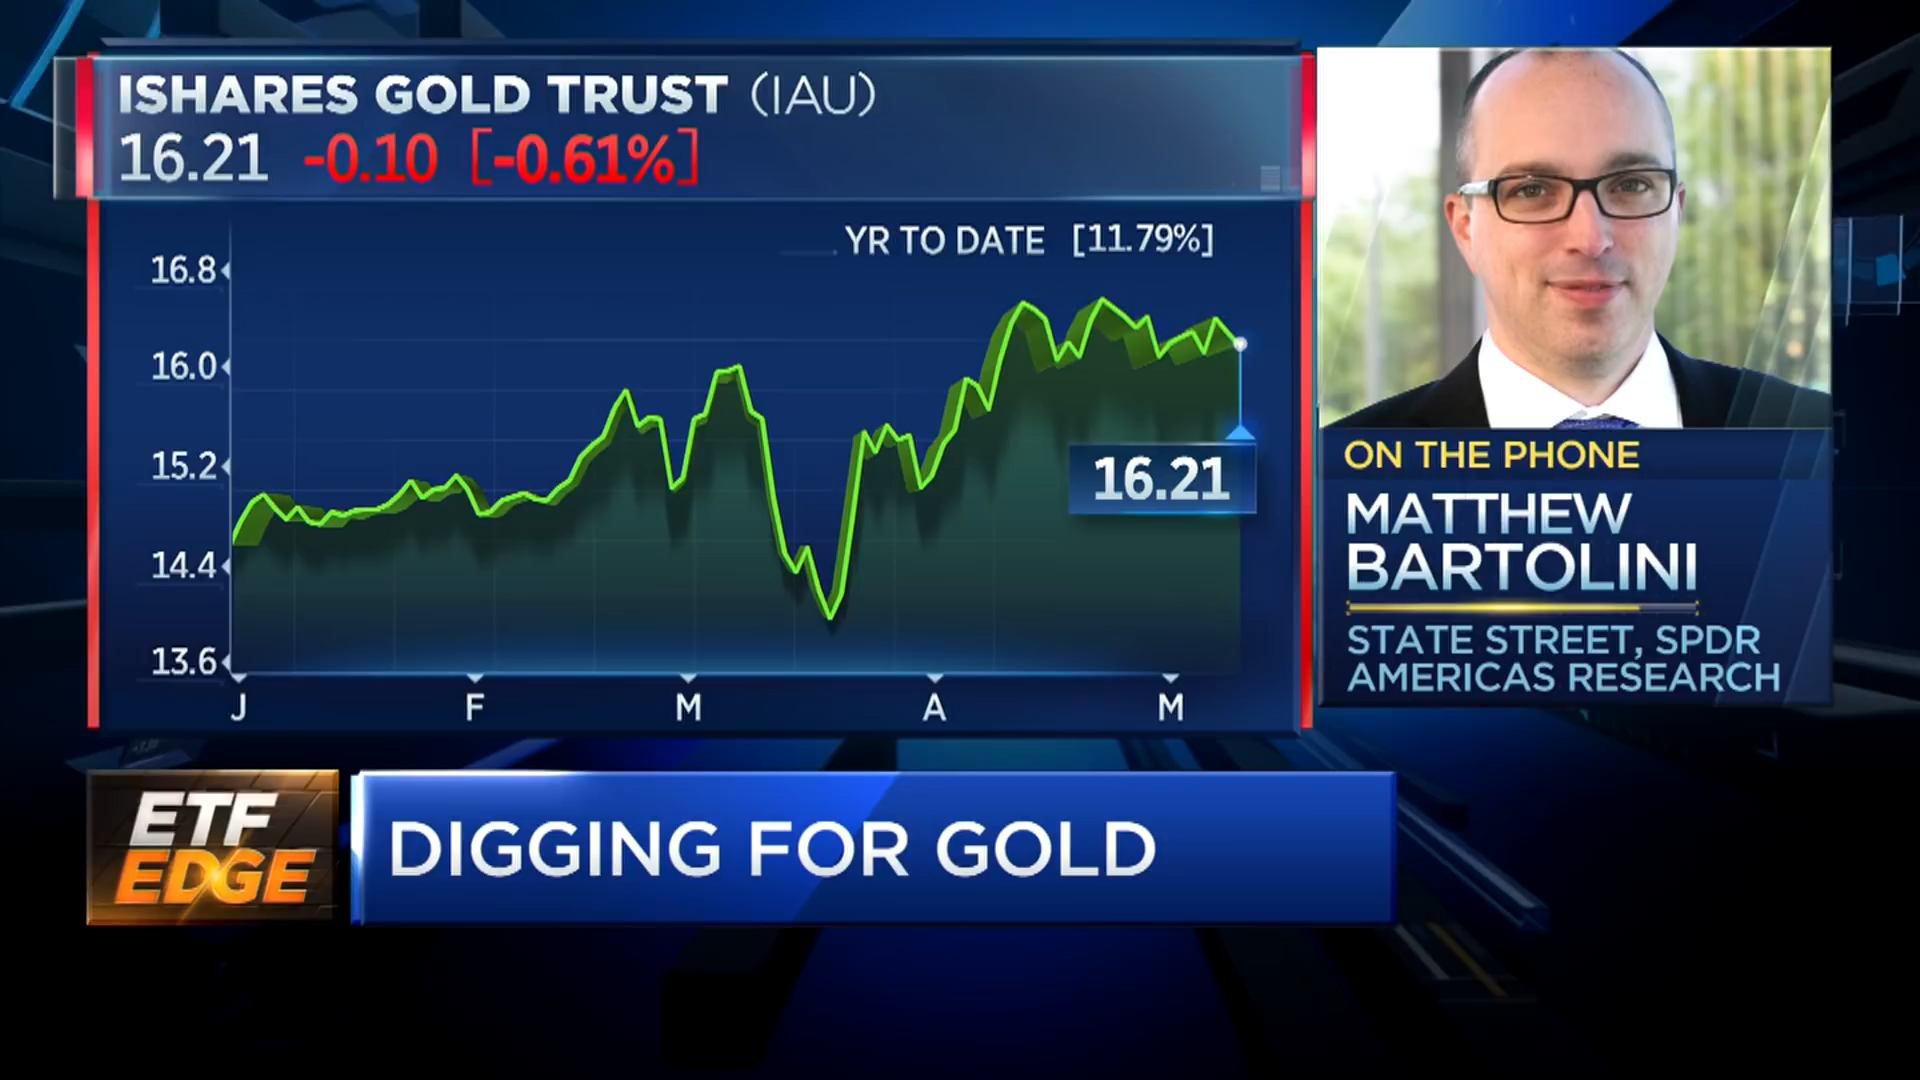 ISHARES GOLD TRUST (IAU)
16.21 -0.10 [-0.61%]
YR TO DATE [11.79%]
16.8
16.0
15.2
14.4
13.6
16.21
J F M A M
ON THE PHONE
MATTHEW
BARTOLINI
STATE STREET, SPDR
AMERICAS RESEARCH
ETF
EDGE
DIGGING FOR GOLD